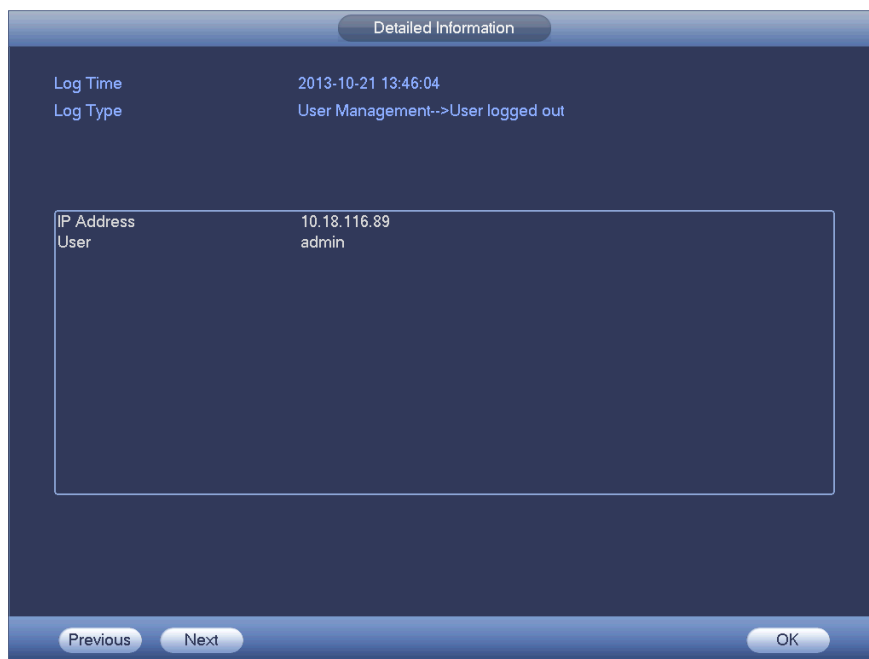 Detailed Information
Log Time 2013-10-21 13:46:04
Log Type User Management-->User logged out
IP Address 10.18.116.89
User admin
Previous Next OK